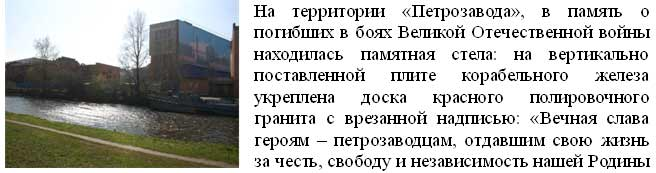 На территории «Петрозавода», в память о
погибших в боях Великой Отечественной войны
находилась памятная стела: на вертикально
поставленной плите корабельного железа
укреплена доска красного полировочного
гранита с врезанной надписью: «Вечная слава
героям – петрозаводцам, отдавшим свою жизнь
за честь, свободу и независимость нашей Родины